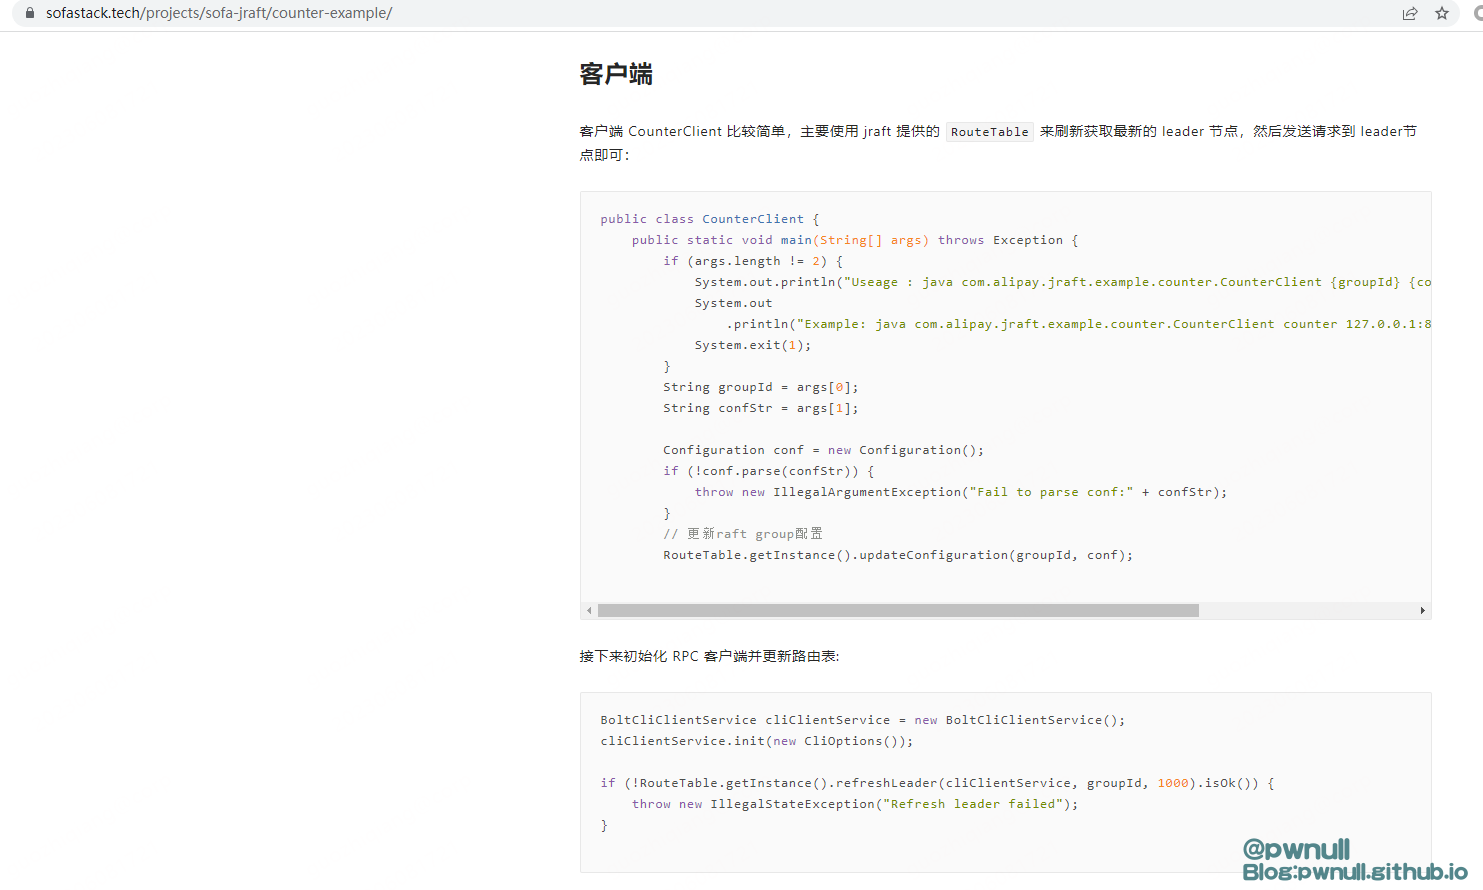 sofastack.tech/projects/sofa-jraft/counter-example/
客户端
客户端 CounterClient 比较简单，主要使用 jraft 提供的 RouteTable 来刷新获取最新的 leader 节点，然后发送请求到 leader节
点即可：
public class CounterClient {
public static void main(String[] args) throws Exception {
if (args.length != 2) {
System.out.println("Useage : java com.alipay.jraft.example.counter.CounterClient {groupId} {co
System.out
.println("Example: java com.alipay.jraft.example.counter.CounterClient counter 127.0.0.1:8
System.exit(1);
}
String groupId = args[0];
String confStr = args[1];
Configuration conf = new Configuration();
if (!conf.parse(confStr)) {
throw new IllegalArgumentException("Fail to parse conf:" + confStr);
}
// 更新raft group配置
RouteTable.getInstance().updateConfiguration(groupId, conf);
接下来初始化 RPC 客户端并更新路由表:
BoltCliClientService cliClientService = new BoltCliClientService();
cliClientService.init(new CliOptions());
if (!RouteTable.getInstance().refreshLeader(cliClientService, groupId, 1000).isOk()) {
throw new IllegalStateException("Refresh leader failed");
}
@pwnull
Blog:pwnull.github.io